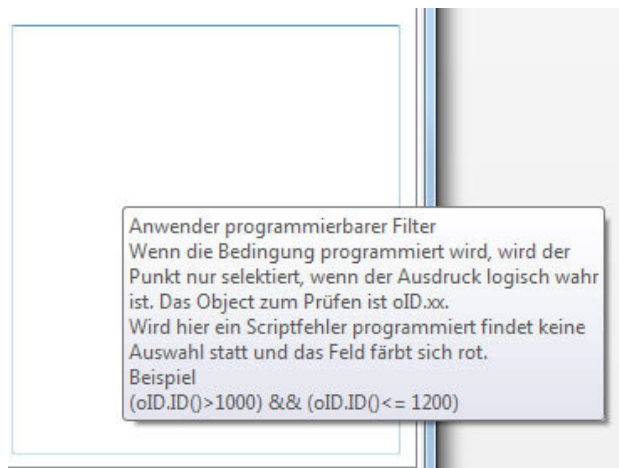 Anwender programmierbarer Filter
Wenn die Bedingung programmiert wird, wird der
Punkt nur selektiert, wenn der Ausdruck logisch wahr
ist. Das Object zum Prüfen ist oID.xx.
Wird hier ein Scriptfehler programmiert findet keine
Auswahl statt und das Feld färbt sich rot.
Beispiel
(oID.ID()>1000) && (oID.ID()<= 1200)